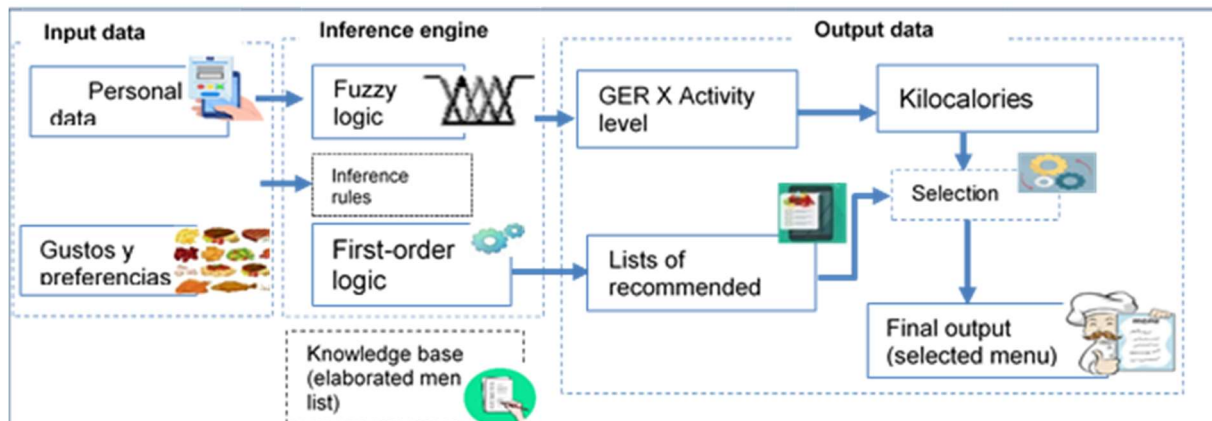 Input data
Personal
data
Gustos y
preferencias
Inference engine
Fuzzy
logic
Inference
rules
First-order
logic
Knowledge base
(elaborated men
list)
Output data
GER X Activity
level
Kilocalories
Selection
Lists of
recommended
Final output
(selected menu)